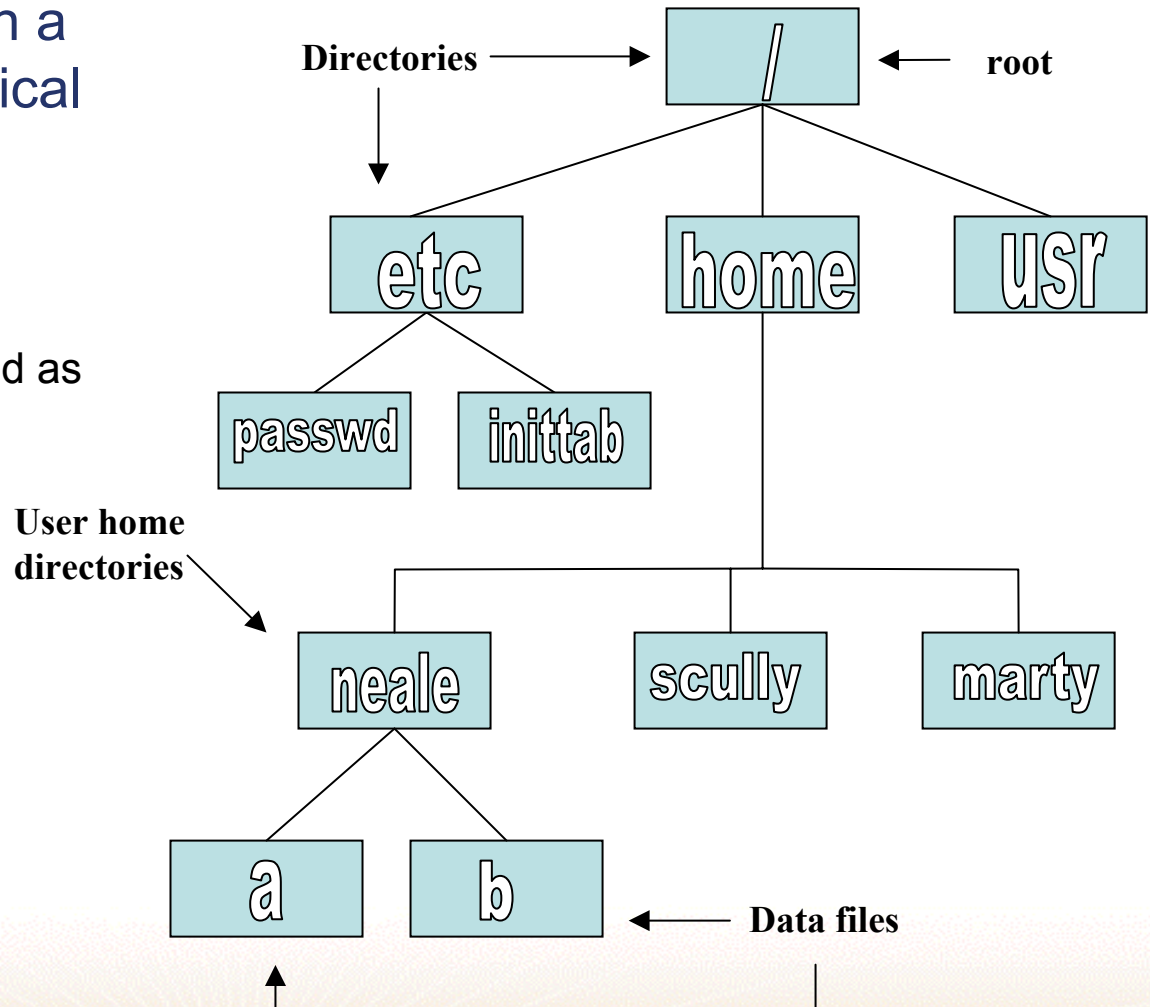 n a
ical
Directories
/
root
etc
home
usr
d as
passwd
inittab
User home
directories
neale
scully
marty
a
b
Data files